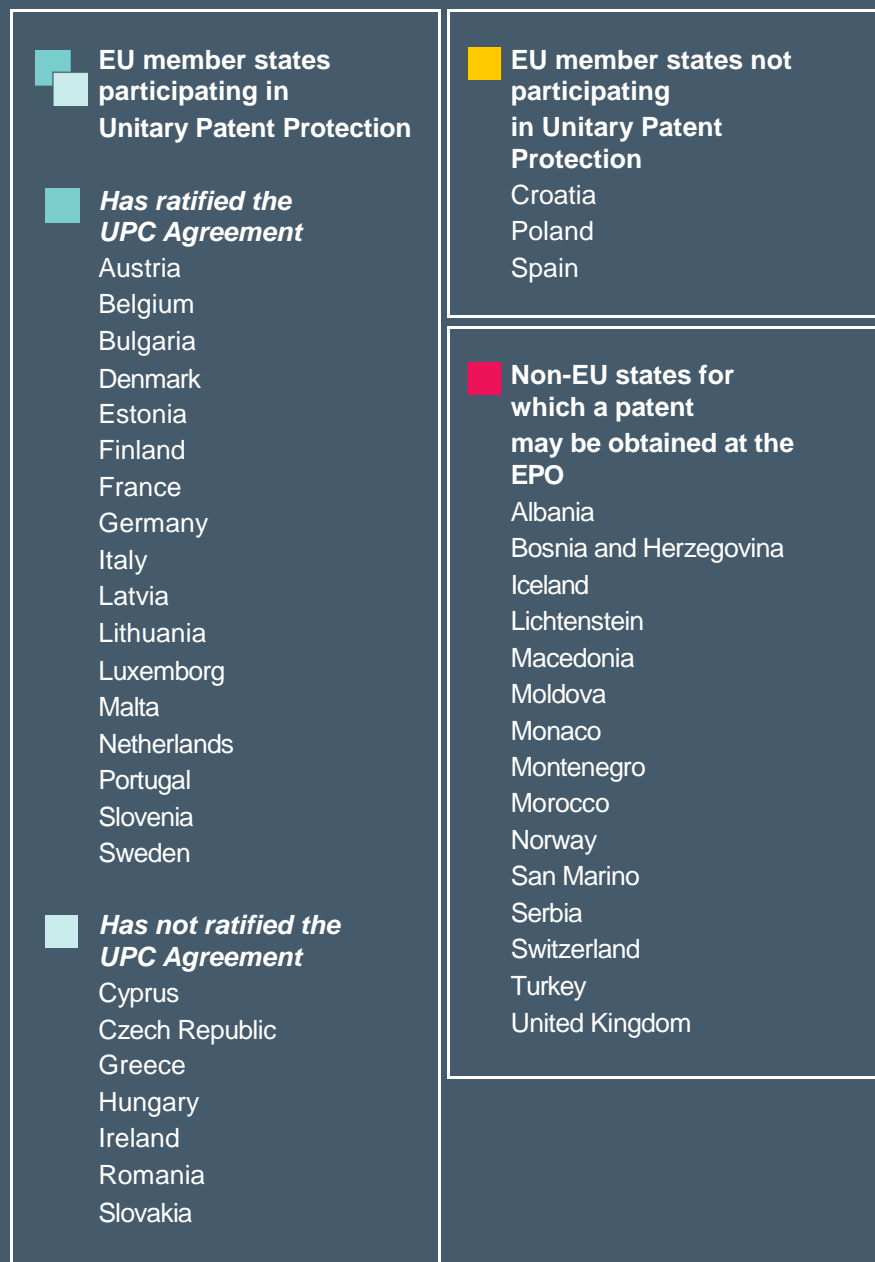 EU member states
participating in
Unitary Patent Protection
Has ratified the
UPC Agreement
Austria
Belgium
Bulgaria
Denmark
Estonia
Finland
France
Germany
Italy
Latvia
Lithuania
Luxemborg
Malta
Netherlands
Portugal
Slovenia
Sweden
Has not ratified the
UPC Agreement
Cyprus
Czech Republic
Greece
Hungary
Ireland
Romania
Slovakia
EU member states not
participating
in Unitary Patent
Protection
Croatia
Poland
Spain
Non-EU states for
which a patent
may be obtained at the
EPO
Albania
Bosnia and Herzegovina
Iceland
Lichtenstein
Macedonia
Moldova
Monaco
Montenegro
Morocco
Norway
San Marino
Serbia
Switzerland
Turkey
United Kingdom